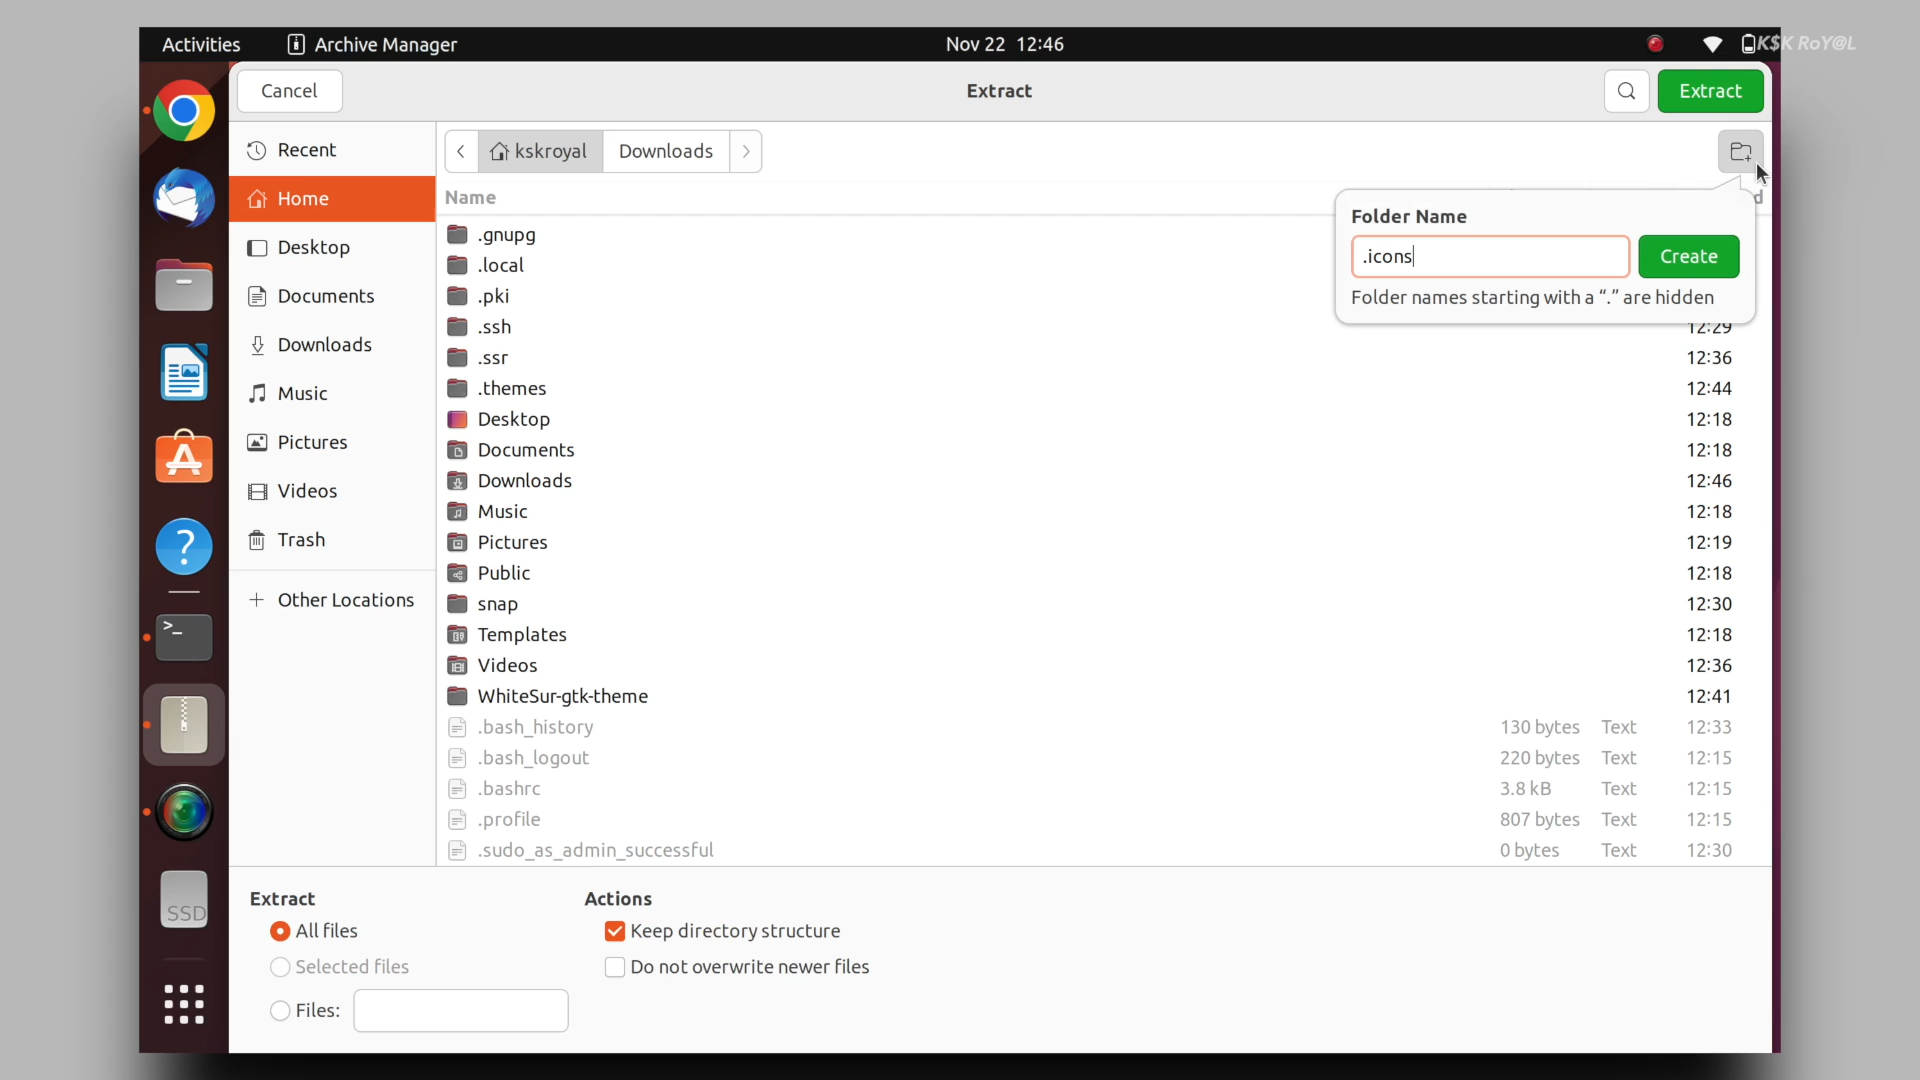 Activities Archive Manager Nov 22 12:46 K$K RoY@L
Cancel Extract Extract
Recent
Home
Desktop
Documents
Downloads
Music
Pictures
Videos
Trash
Other Locations
kskroyal Downloads
Name
Folder Name
.icons Create
Folder names starting with a “.” are hidden
.gnupg
.local
.pki
.ssh 12:29
.ssr 12:36
.themes 12:44
Desktop 12:18
Documents 12:18
Downloads 12:46
Music 12:18
Pictures 12:19
Public 12:18
snap 12:30
Templates 12:18
Videos 12:36
WhiteSur-gtk-theme 12:41
.bash_history 130 bytes Text 12:33
.bash_logout 220 bytes Text 12:15
.bashrc 3.8 kB Text 12:15
.profile 807 bytes Text 12:15
.sudo_as_admin_successful 0 bytes Text 12:30
SSD
Extract
All files
Selected files
Files:
Actions
Keep directory structure
Do not overwrite newer files